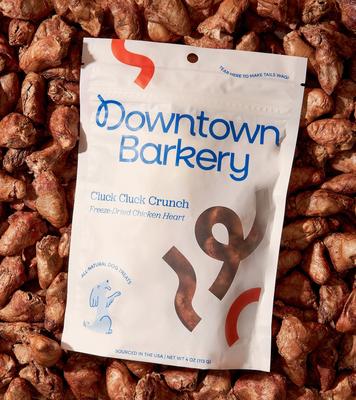 TEAR HERE TO MAKE TAILS WAG!
Downtown
Barkery
Cluck Cluck Crunch
Freeze-Dried Chicken Heart
ALL NATURAL DOG TREATS
SOURCED IN THE USA | NET WT 4 OZ (113 G)